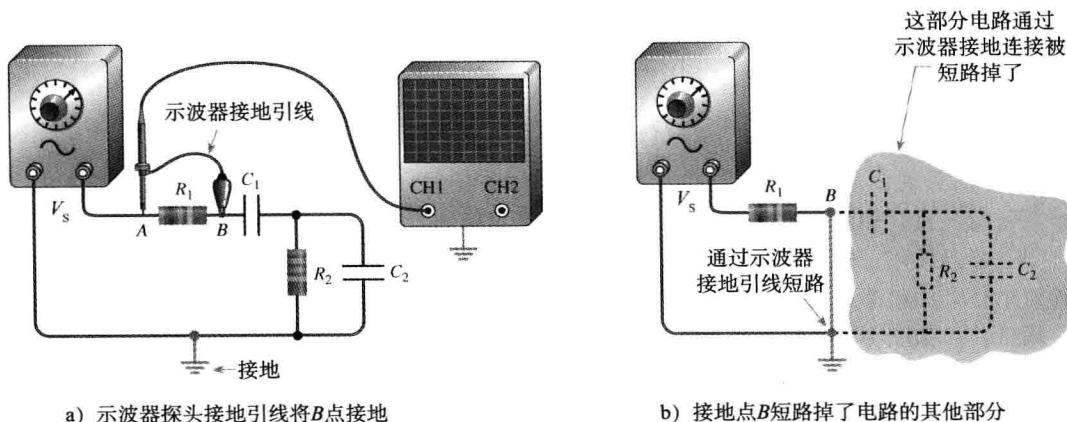 示波器接地引线
C₁
CH1
CH2
R₁
V_S
A
B
R₂
C₂
接地
a) 示波器探头接地引线将B点接地
这部分电路通过
示波器接地连接被
短路掉了
C₁
R₁
B
V_S
通过示波器
接地引线短路
R₂
C₂
b) 接地点B短路掉了电路的其他部分